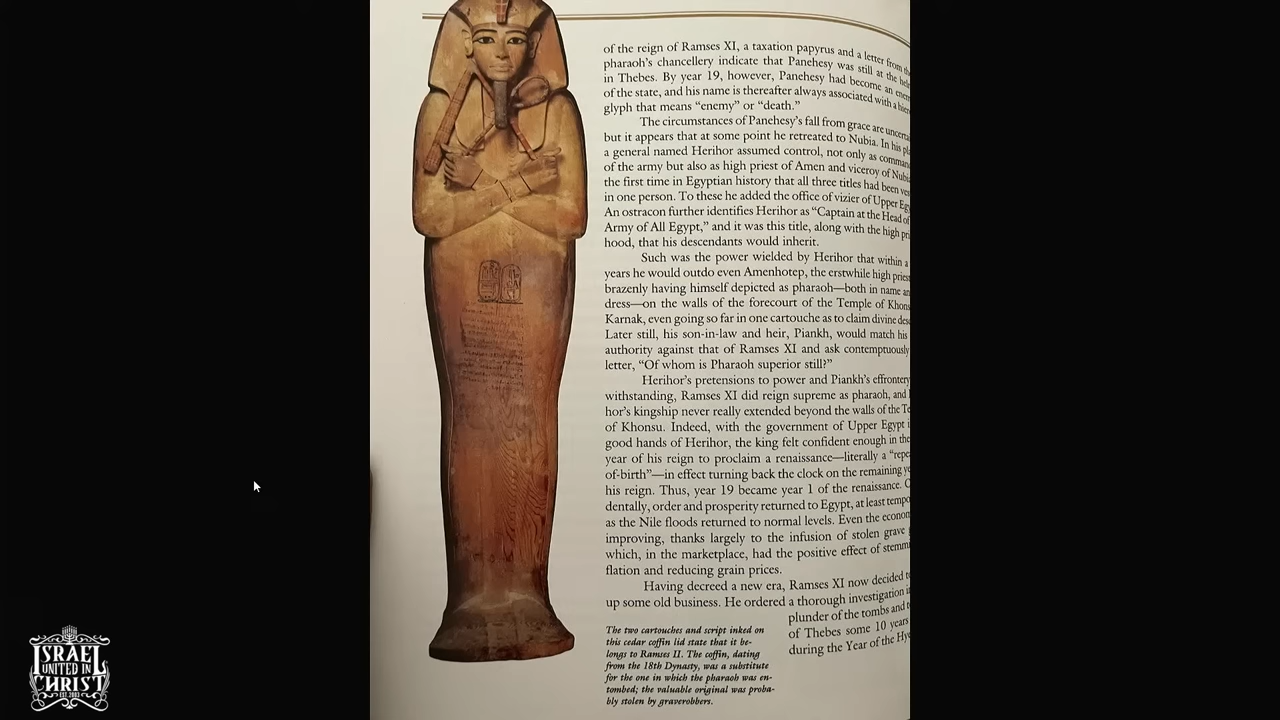 of the reign of Ramses XI, a taxation papyrus and a letter from
pharaoh's chancellery indicate that Panehesy was still at the
in Thebes. By year 19, however, Panehesy had become an
of the state, and his name is thereafter always associated with a
glyph that means “enemy” or “death.”
The circumstances of Panehesy's fall from grace are
but it appears that at some point he retreated to Nubia. In his
a general named Herihor assumed control, not only as
of the army but also as high priest of Amen and viceroy of
the first time in Egyptian history that all three titles had been
in one person. To these he added the office of vizier of Upper
An ostracon further identifies Herihor as “Captain at the Head of
Army of All Egypt,” and it was this title, along with the high
hood, that his descendants would inherit.
Such was the power wielded by Herihor that within a
years he would outdo even Amenhotep, the erstwhile high priest
brazenly having himself depicted as pharaoh—both in name
dress—on the walls of the forecourt of the Temple of
Karnak, even going so far in one cartouche as to claim divine
Later still, his son-in-law and heir, Piankh, would match his
authority against that of Ramses XI and ask contemptuously
letter, “Of whom is Pharaoh superior still?”
Herihor's pretensions to power and Piankh's effrontery
withstanding, Ramses XI did reign supreme as pharaoh, and
hor's kingship never really extended beyond the walls of the
of Khonsu. Indeed, with the government of Upper Egypt
good hands of Herihor, the king felt confident enough in the
year of his reign to proclaim a renaissance—literally a
of-birth”—in effect turning back the clock on the remaining
his reign. Thus, year 19 became year 1 of the renaissance.
dentally, order and prosperity returned to Egypt, at least
as the Nile floods returned to normal levels. Even the
improving, thanks largely to the infusion of stolen grave
which, in the marketplace, had the positive effect of
flation and reducing grain prices.
Having decreed a new era, Ramses XI now decided
up some old business. He ordered a thorough investigation
plunder of the tombs and
of Thebes some 10 years
during the Year of the
The two cartouches and script inked on
this cedar coffin lid state that it be-
longs to Ramses II. The coffin, dating
from the 18th Dynasty, was a substitute
for the one in which the pharaoh was en-
tombed; the valuable original was proba-
bly stolen by graverobbers.
ISRAEL
UNITED IN
CHRIST
EST. 2003